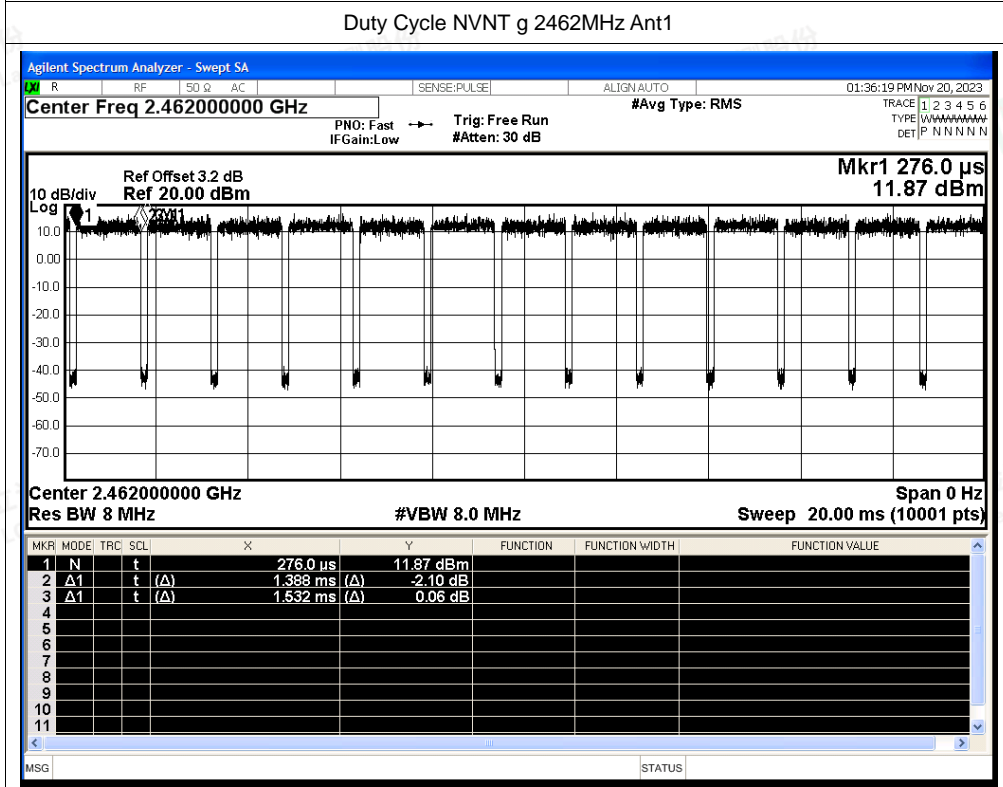 Duty Cycle NVNT g 2462MHz Ant1
Agilent Spectrum Analyzer - Swept SA
LXI R RF 50 Ω AC SENSE:PULSE ALIGN AUTO 01:36:19 PM Nov 20, 2023
Center Freq 2.462000000 GHz #Avg Type: RMS TRACE 1 2 3 4 5 6
PNO: Fast Trig: Free Run TYPE WWWWWW
IFGain:Low #Atten: 30 dB DET P N N N N N
Mkr1 276.0 µs
Ref Offset 3.2 dB
10 dB/div Ref 20.00 dBm 11.87 dBm
Log
1
10.0
0.00
-10.0
-20.0
-30.0
-40.0
-50.0
-60.0
-70.0
Center 2.462000000 GHz Span 0 Hz
Res BW 8 MHz #VBW 8.0 MHz Sweep 20.00 ms (10001 pts)
MKR MODE TRC SCL X Y FUNCTION FUNCTION WIDTH FUNCTION VALUE
1 N t 276.0 µs 11.87 dBm
2 Δ1 t (Δ) 1.388 ms (Δ) -2.10 dB
3 Δ1 t (Δ) 1.532 ms (Δ) 0.06 dB
4
5
6
7
8
9
10
11
MSG STATUS